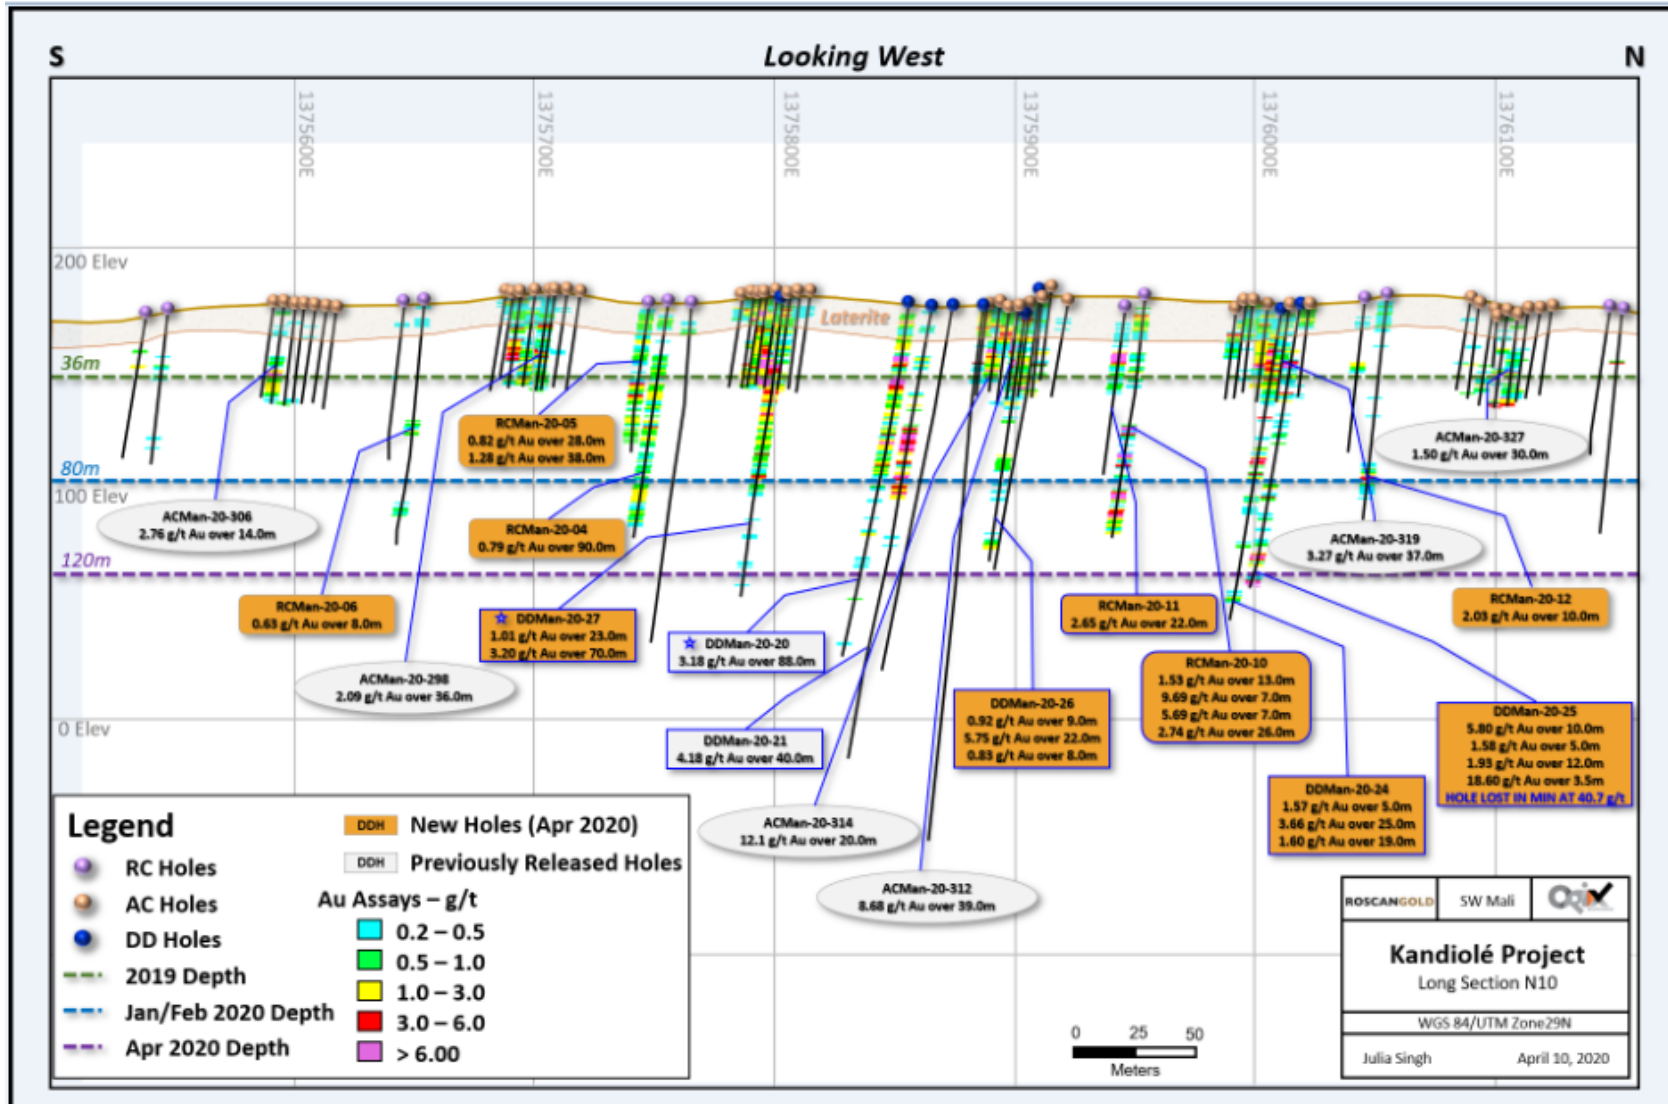 S
Looking West
N
1375600E
1375700E
1375800E
1375900E
1376000E
1376100E
200 Elev
Laterite
36m
RCMan-20-05
0.82 g/t Au over 28.0m
1.28 g/t Au over 38.0m
ACMan-20-327
1.50 g/t Au over 30.0m
80m
100 Elev
ACMan-20-306
2.76 g/t Au over 14.0m
RCMan-20-04
0.79 g/t Au over 90.0m
ACMan-20-319
3.27 g/t Au over 37.0m
120m
RCMan-20-06
0.63 g/t Au over 8.0m
DDMan-20-27
1.01 g/t Au over 23.0m
3.20 g/t Au over 70.0m
DDMan-20-20
3.18 g/t Au over 88.0m
RCMan-20-11
2.65 g/t Au over 22.0m
RCMan-20-12
2.03 g/t Au over 10.0m
ACMan-20-298
2.09 g/t Au over 36.0m
RCMan-20-10
1.53 g/t Au over 13.0m
9.69 g/t Au over 7.0m
5.69 g/t Au over 7.0m
2.74 g/t Au over 26.0m
0 Elev
DDMan-20-21
4.18 g/t Au over 40.0m
DDMan-20-26
0.92 g/t Au over 9.0m
5.75 g/t Au over 22.0m
0.83 g/t Au over 8.0m
DDMan-20-25
5.80 g/t Au over 10.0m
1.58 g/t Au over 5.0m
1.93 g/t Au over 12.0m
18.60 g/t Au over 3.5m
HOLE LOST IN MIN AT 40.7 g/t
DDMan-20-24
1.57 g/t Au over 5.0m
3.66 g/t Au over 25.0m
1.60 g/t Au over 19.0m
ACMan-20-314
12.1 g/t Au over 20.0m
ACMan-20-312
8.68 g/t Au over 39.0m
Legend
RC Holes
AC Holes
DD Holes
2019 Depth
Jan/Feb 2020 Depth
Apr 2020 Depth
DDH New Holes (Apr 2020)
DDH Previously Released Holes
Au Assays – g/t
0.2 – 0.5
0.5 – 1.0
1.0 – 3.0
3.0 – 6.0
> 6.00
0 25 50
Meters
ROSCANGOLD
SW Mali
Kandiolé Project
Long Section N10
WGS 84/UTM Zone29N
Julia Singh
April 10, 2020